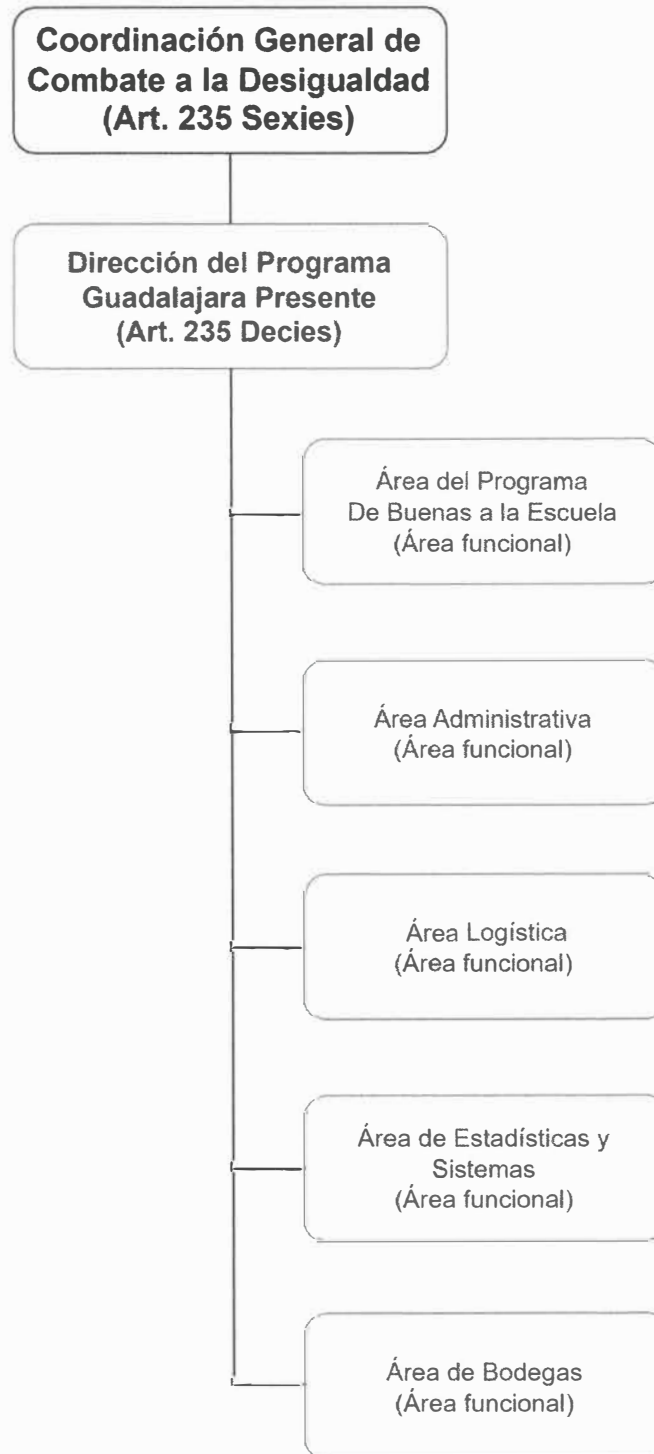 Coordinación General de
Combate a la Desigualdad
(Art. 235 Sexies)
Dirección del Programa
Guadalajara Presente
(Art. 235 Decies)
Área del Programa
De Buenas a la Escuela
(Área funcional)
Área Administrativa
(Área funcional)
Área Logística
(Área funcional)
Área de Estadísticas y
Sistemas
(Área funcional)
Área de Bodegas
(Área funcional)